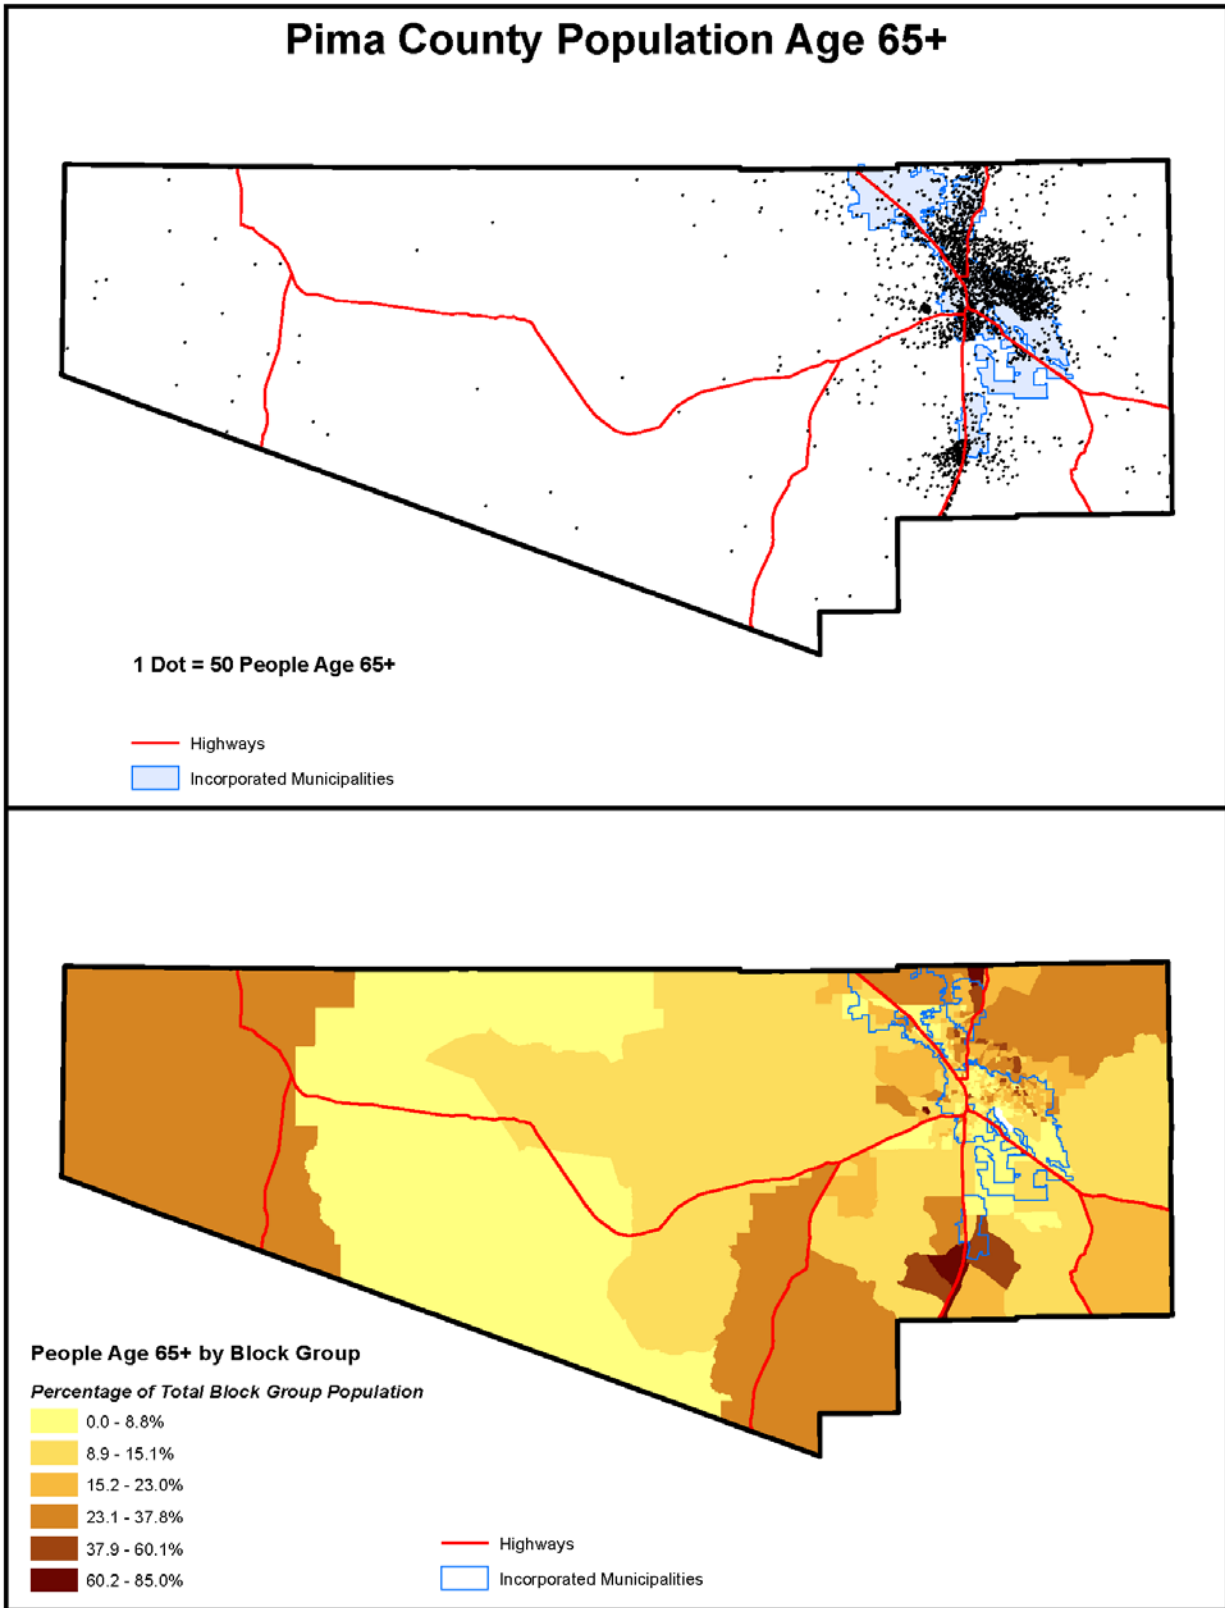 Pima County Population Age 65+
1 Dot = 50 People Age 65+
Highways
Incorporated Municipalities
People Age 65+ by Block Group
Percentage of Total Block Group Population
0.0 - 8.8%
8.9 - 15.1%
15.2 - 23.0%
23.1 - 37.8%
37.9 - 60.1%
60.2 - 85.0%
Highways
Incorporated Municipalities